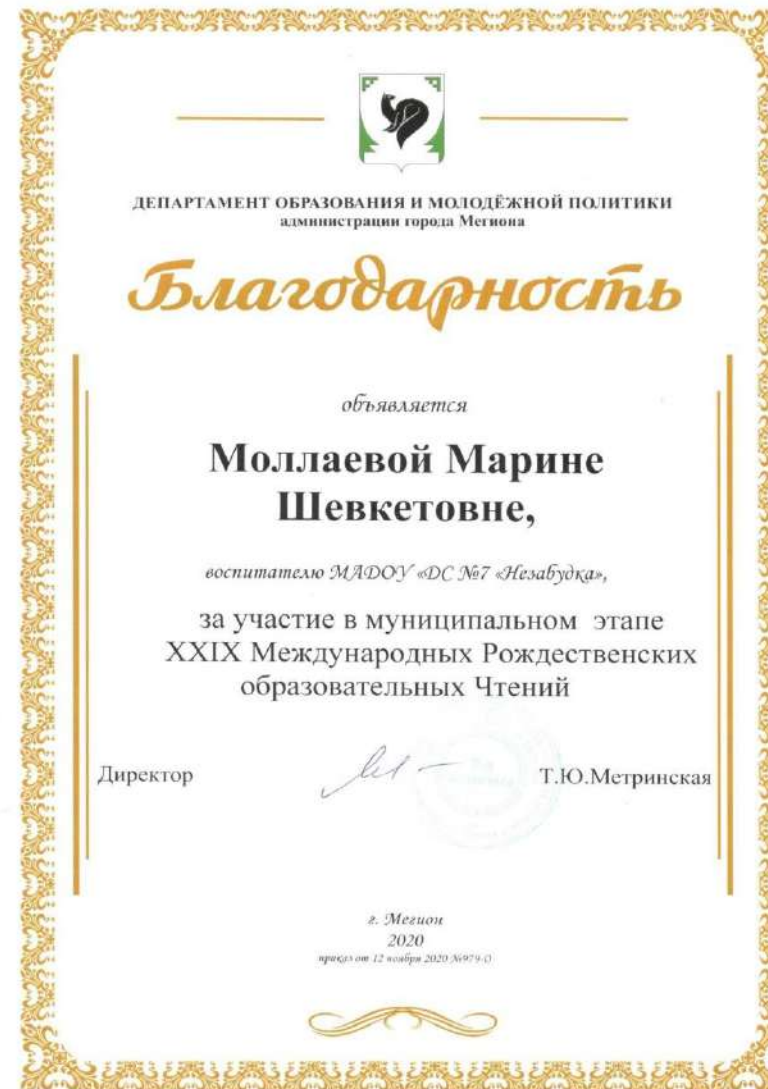 ДЕПАРТАМЕНТ ОБРАЗОВАНИЯ И МОЛОДЁЖНОЙ ПОЛИТИКИ
администрации города Мегиона
Благодарность
объявляется
Моллаевой Марине
Шевкетовне,
воспитателю МАДОУ «ДС №7 «Незабудка»,
за участие в муниципальном этапе
XXIX Международных Рождественских
образовательных Чтений
Директор Т.Ю.Метринская
г. Мегион
2020
приказ от 12 ноября 2020 №979-О